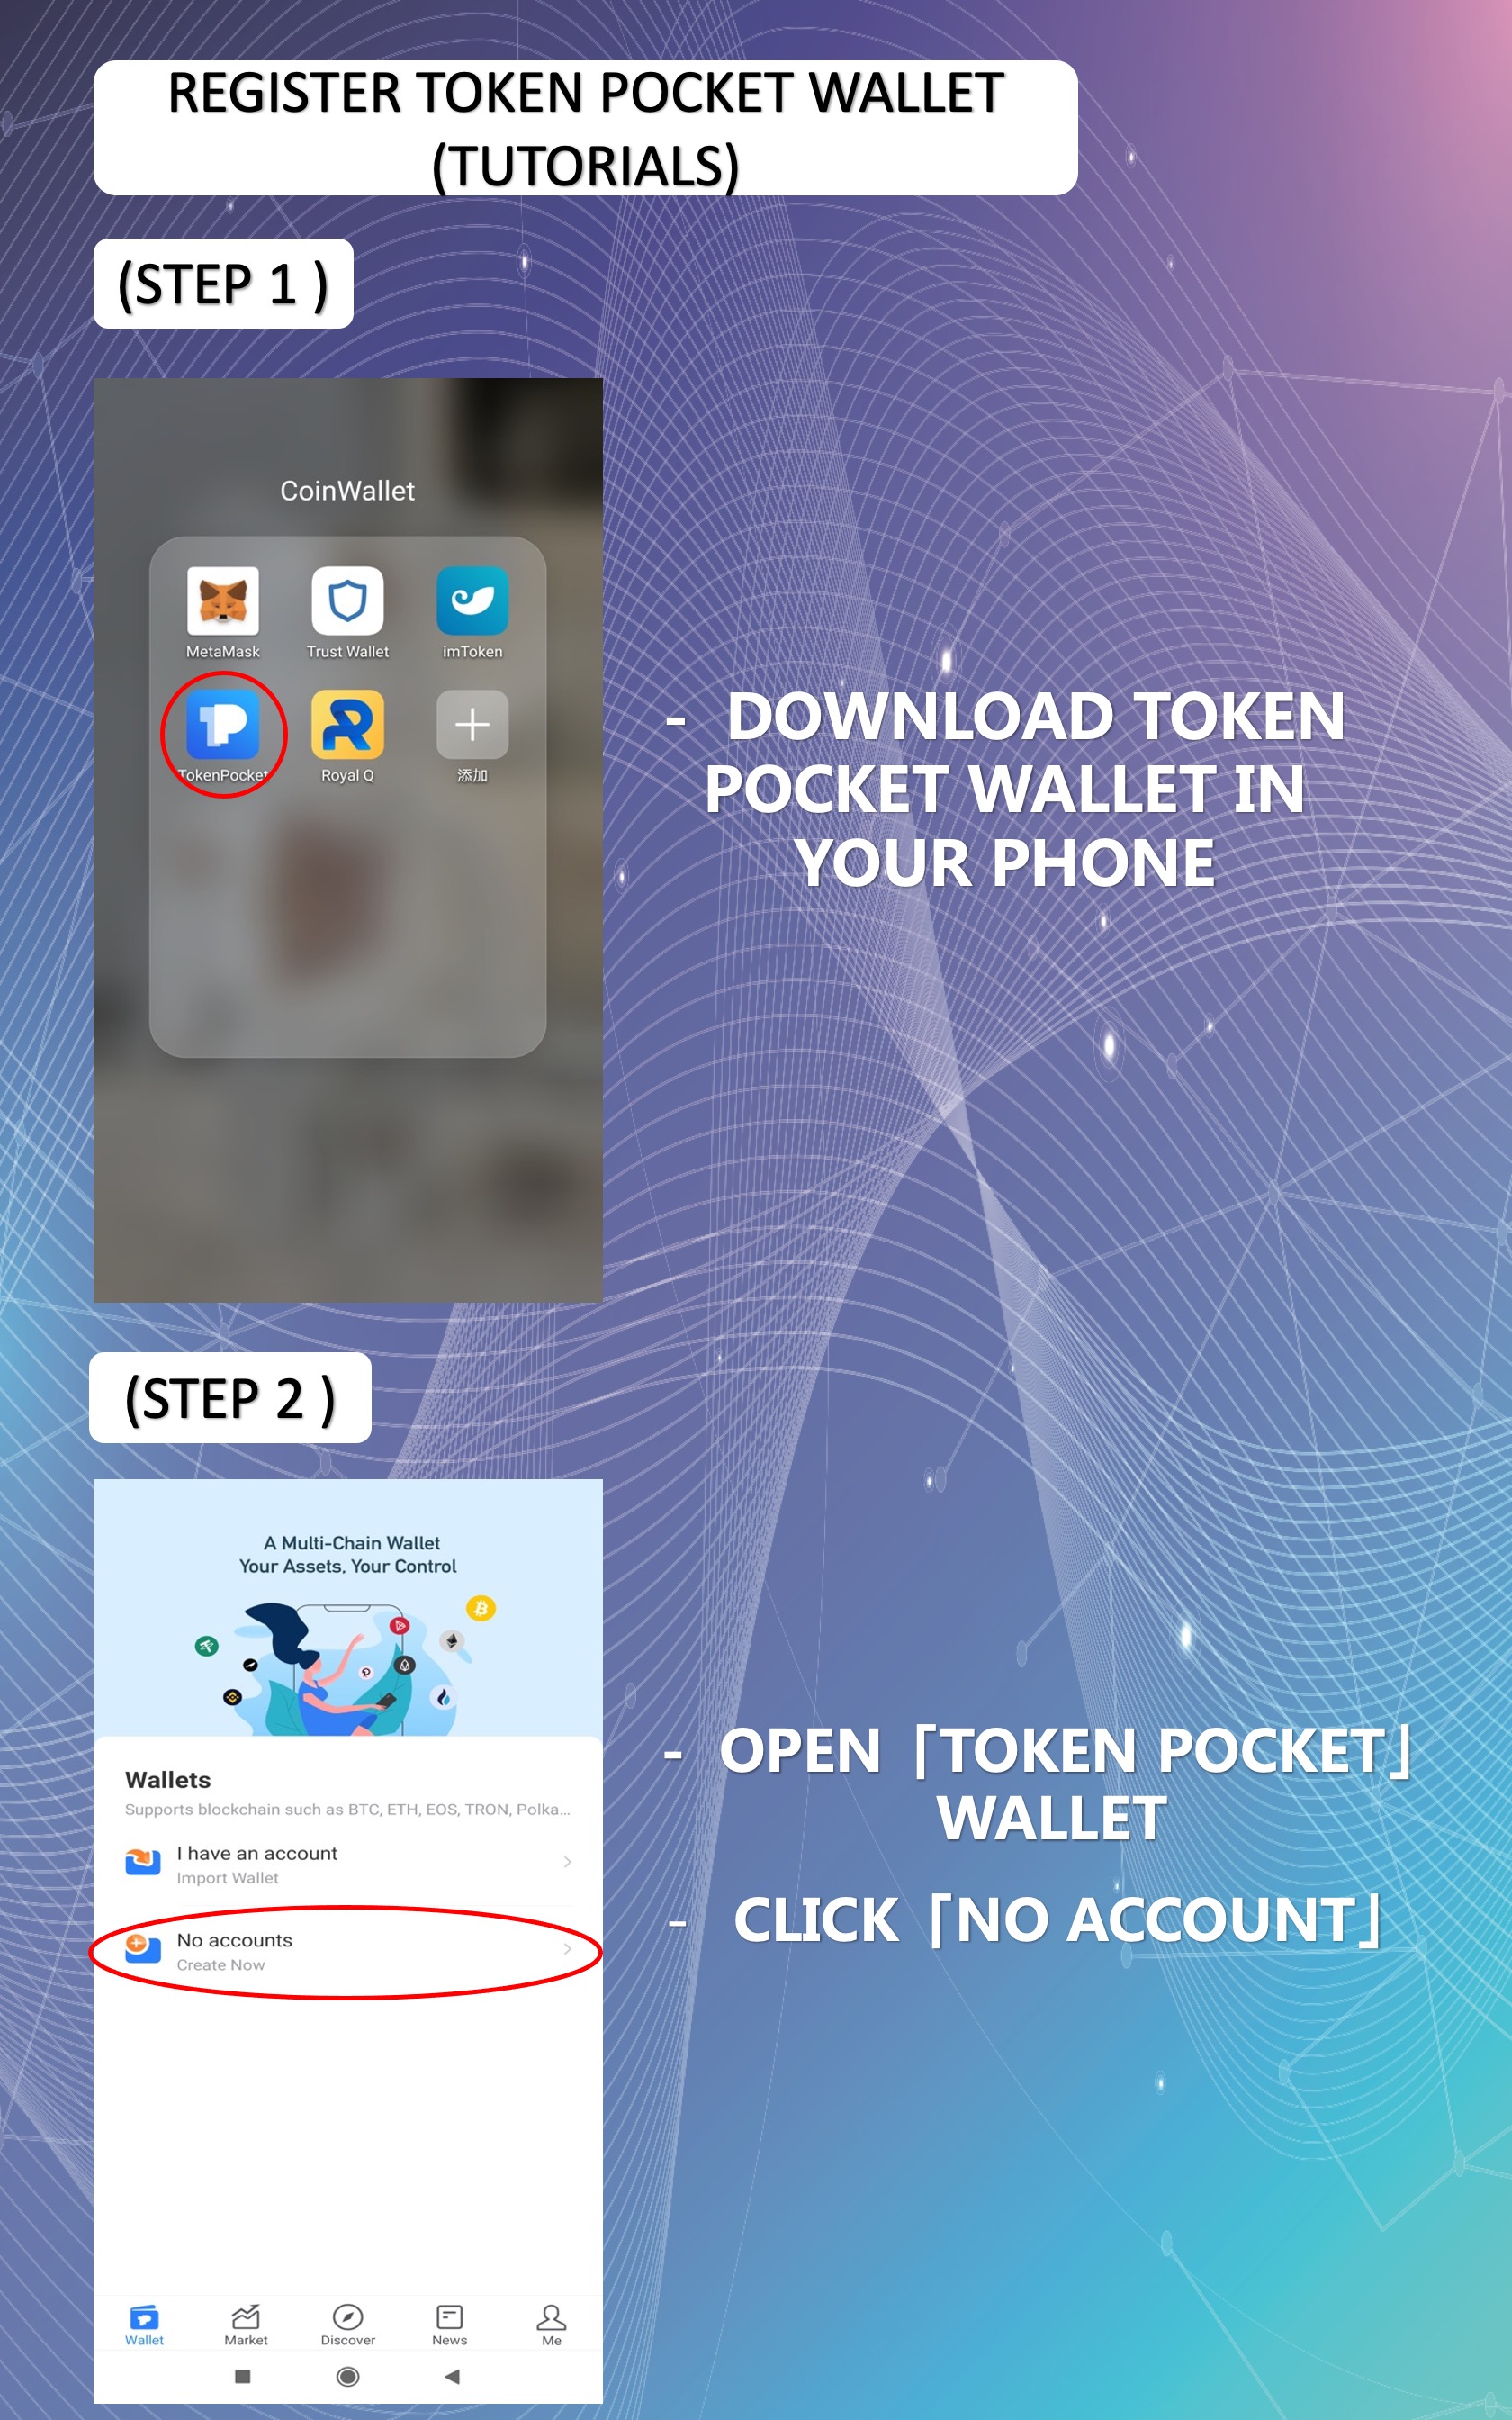 REGISTER TOKEN POCKET WALLET
(TUTORIALS)
(STEP 1 )
CoinWallet
MetaMask
Trust Wallet
imToken
TokenPocket
Royal Q
添加
- DOWNLOAD TOKEN
POCKET WALLET IN
YOUR PHONE
(STEP 2 )
A Multi-Chain Wallet
Your Assets, Your Control
Wallets
Supports blockchain such as BTC, ETH, EOS, TRON, Polka...
I have an account
Import Wallet
No accounts
Create Now
- OPEN「TOKEN POCKET」
WALLET
- CLICK「NO ACCOUNT」
Wallet
Market
Discover
News
Me